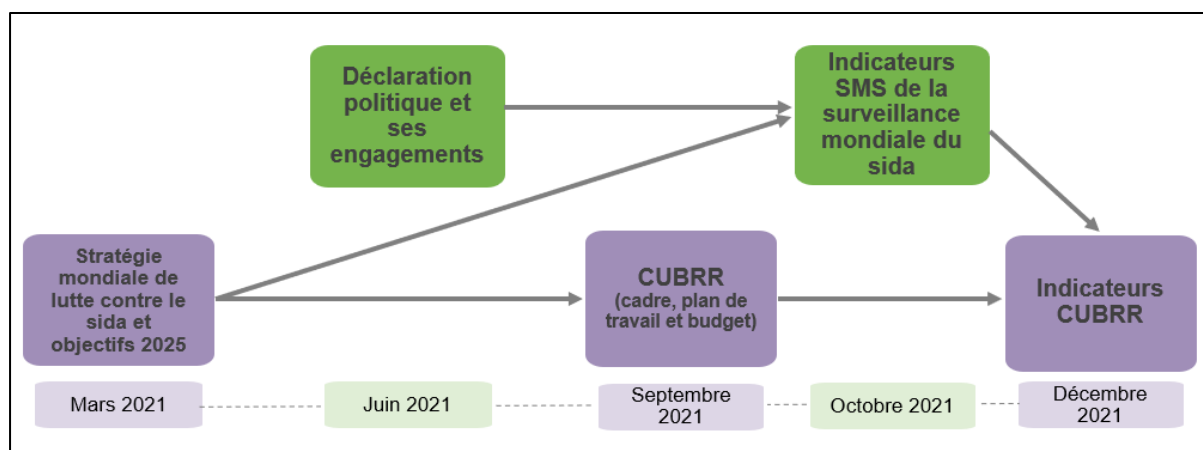 Déclaration
politique et
ses
engagements
Indicateurs
SMS de la
surveillance
mondiale du
sida
Stratégie
mondiale de
lutte contre le
sida et
objectifs 2025
CUBRR
(cadre, plan de
travail et budget)
Indicateurs
CUBRR
Mars 2021
Juin 2021
Septembre
2021
Octobre 2021
Décembre
2021